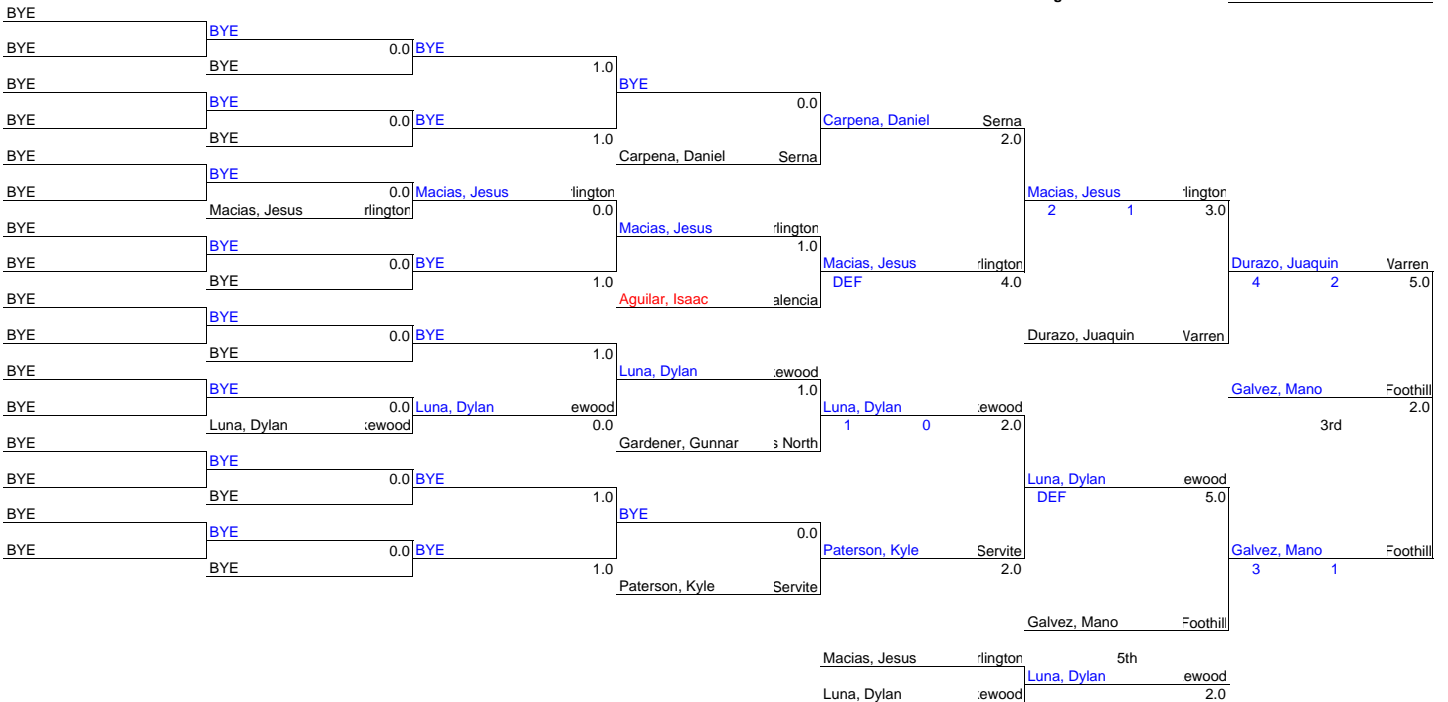 BYE
BYE
BYE 0.0 BYE
BYE 1.0
BYE BYE
BYE 0.0
BYE 0.0 BYE Carpena, Daniel Serna
BYE 1.0 2.0
BYE Carpena, Daniel Serna
BYE
BYE 0.0 Macias, Jesus Macias, Jesus
Macias, Jesus 0.0 2 1 3.0
BYE Macias, Jesus
BYE 1.0
BYE 0.0 BYE Macias, Jesus Durazo, Juaquin
BYE 1.0 DEF 4.0 4 2 5.0
BYE Aguilar, Isaac
BYE
BYE 0.0 BYE Durazo, Juaquin
BYE 1.0
BYE Luna, Dylan
BYE 1.0 Galvez, Mano
BYE 0.0 Luna, Dylan Luna, Dylan 2.0
Luna, Dylan 0.0 1 0 2.0 3rd
BYE Gardener, Gunnar North
BYE
BYE 0.0 BYE Luna, Dylan
BYE 1.0 DEF 5.0
BYE BYE
BYE 0.0
BYE 0.0 BYE Paterson, Kyle Servite Galvez, Mano
BYE 1.0 2.0 3 1
Paterson, Kyle Servite
Galvez, Mano
Macias, Jesus 5th
Luna, Dylan
Luna, Dylan 2.0